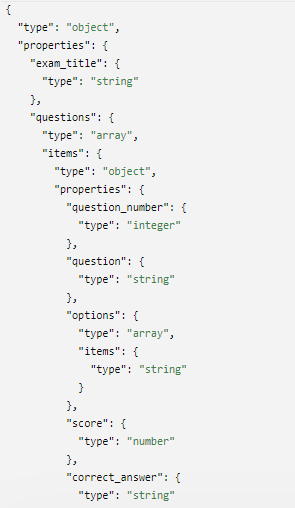 {
  "type": "object",
  "properties": {
    "exam_title": {
      "type": "string"
    },
    "questions": {
      "type": "array",
      "items": {
        "type": "object",
        "properties": {
          "question_number": {
            "type": "integer"
          },
          "question": {
            "type": "string"
          },
          "options": {
            "type": "array",
            "items": {
              "type": "string"
            }
          },
          "score": {
            "type": "number"
          },
          "correct_answer": {
            "type": "string"